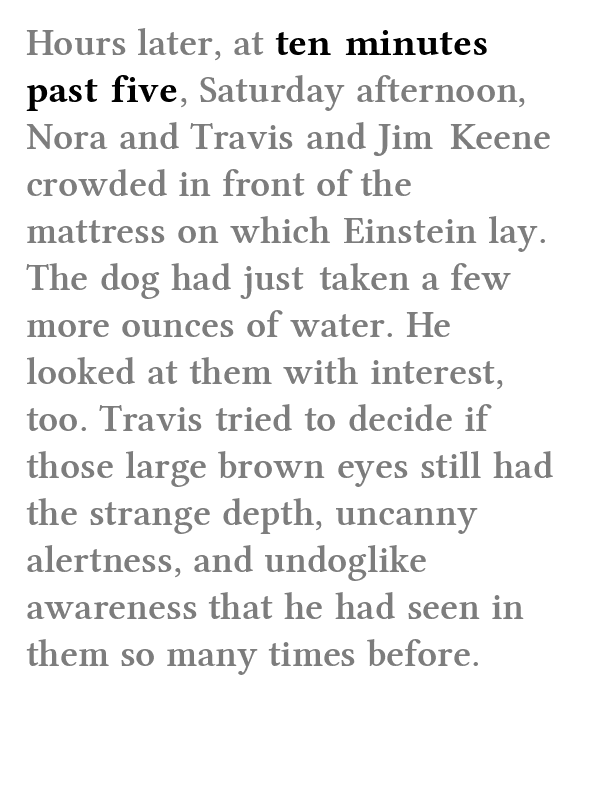 Hours later, at ten minutes
past five, Saturday afternoon,
Nora and Travis and Jim Keene
crowded in front of the
mattress on which Einstein lay.
The dog had just taken a few
more ounces of water. He
looked at them with interest,
too. Travis tried to decide if
those large brown eyes still had
the strange depth, uncanny
alertness, and undoglike
awareness that he had seen in
them so many times before.